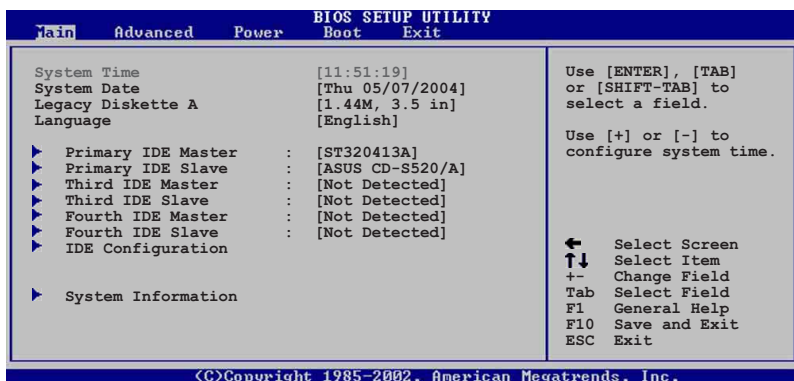 BIOS SETUP UTILITY
Main Advanced Power Boot Exit
System Time [11:51:19]
System Date [Thu 05/07/2004]
Legacy Diskette A [1.44M, 3.5 in]
Language [English]
Primary IDE Master : [ST320413A]
Primary IDE Slave : [ASUS CD-S520/A]
Third IDE Master : [Not Detected]
Third IDE Slave : [Not Detected]
Fourth IDE Master : [Not Detected]
Fourth IDE Slave : [Not Detected]
IDE Configuration
System Information
Use [ENTER], [TAB]
or [SHIFT-TAB] to
select a field.
Use [+] or [-] to
configure system time.
← Select Screen
↑↓ Select Item
+- Change Field
Tab Select Field
F1 General Help
F10 Save and Exit
ESC Exit
(C)Copyright 1985-2002, American Megatrends, Inc.